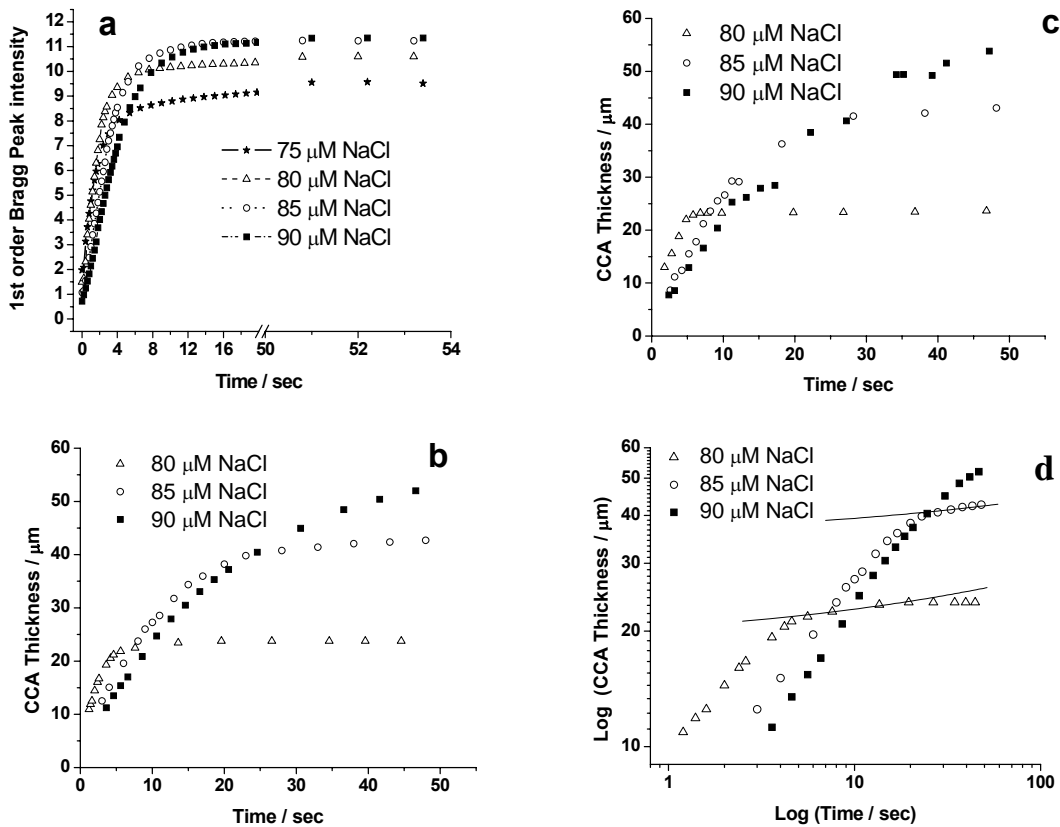 a
1st order Bragg Peak intensity
12
11
10
9
8
7
6
5
4
3
2
1
0
75 μM NaCl
80 μM NaCl
85 μM NaCl
90 μM NaCl
0 4 8 12 16 50 52 54
Time / sec
c
CCA Thickness / μm
60
50
40
30
20
10
0
80 μM NaCl
85 μM NaCl
90 μM NaCl
0 10 20 30 40 50
Time / sec
b
CCA Thickness / μm
60
50
40
30
20
10
0
80 μM NaCl
85 μM NaCl
90 μM NaCl
0 10 20 30 40 50
Time / sec
d
Log (CCA Thickness / μm)
60
50
40
30
20
10
80 μM NaCl
85 μM NaCl
90 μM NaCl
1 10 100
Log (Time / sec)